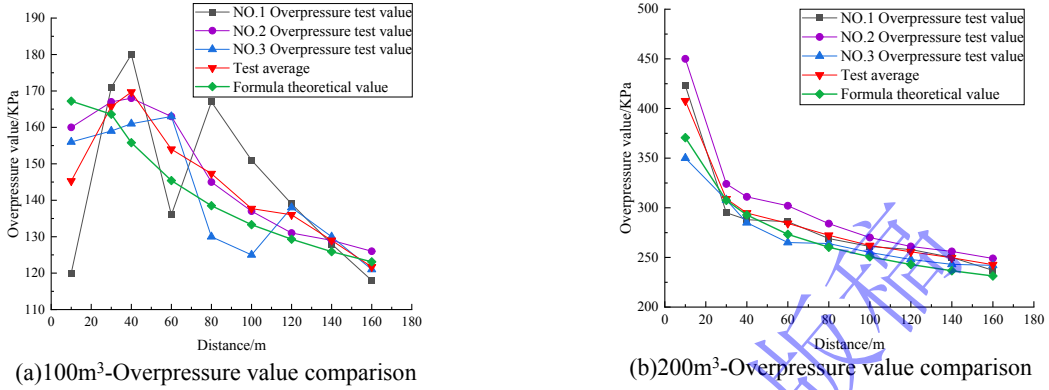 NO.1 Overpressure test value
NO.2 Overpressure test value
NO.3 Overpressure test value
Test average
Formula theoretical value
Overpressure value/KPa
190
180
170
160
150
140
130
120
110
0 20 40 60 80 100 120 140 160 180
Distance/m
(a)100m³-Overpressure value comparison
NO.1 Overpressure test value
NO.2 Overpressure test value
NO.3 Overpressure test value
Test average
Formula theoretical value
Overpressure value/KPa
500
450
400
350
300
250
200
0 20 40 60 80 100 120 140 160 180
Distance/m
(b)200m³-Overpressure value comparison
版稿